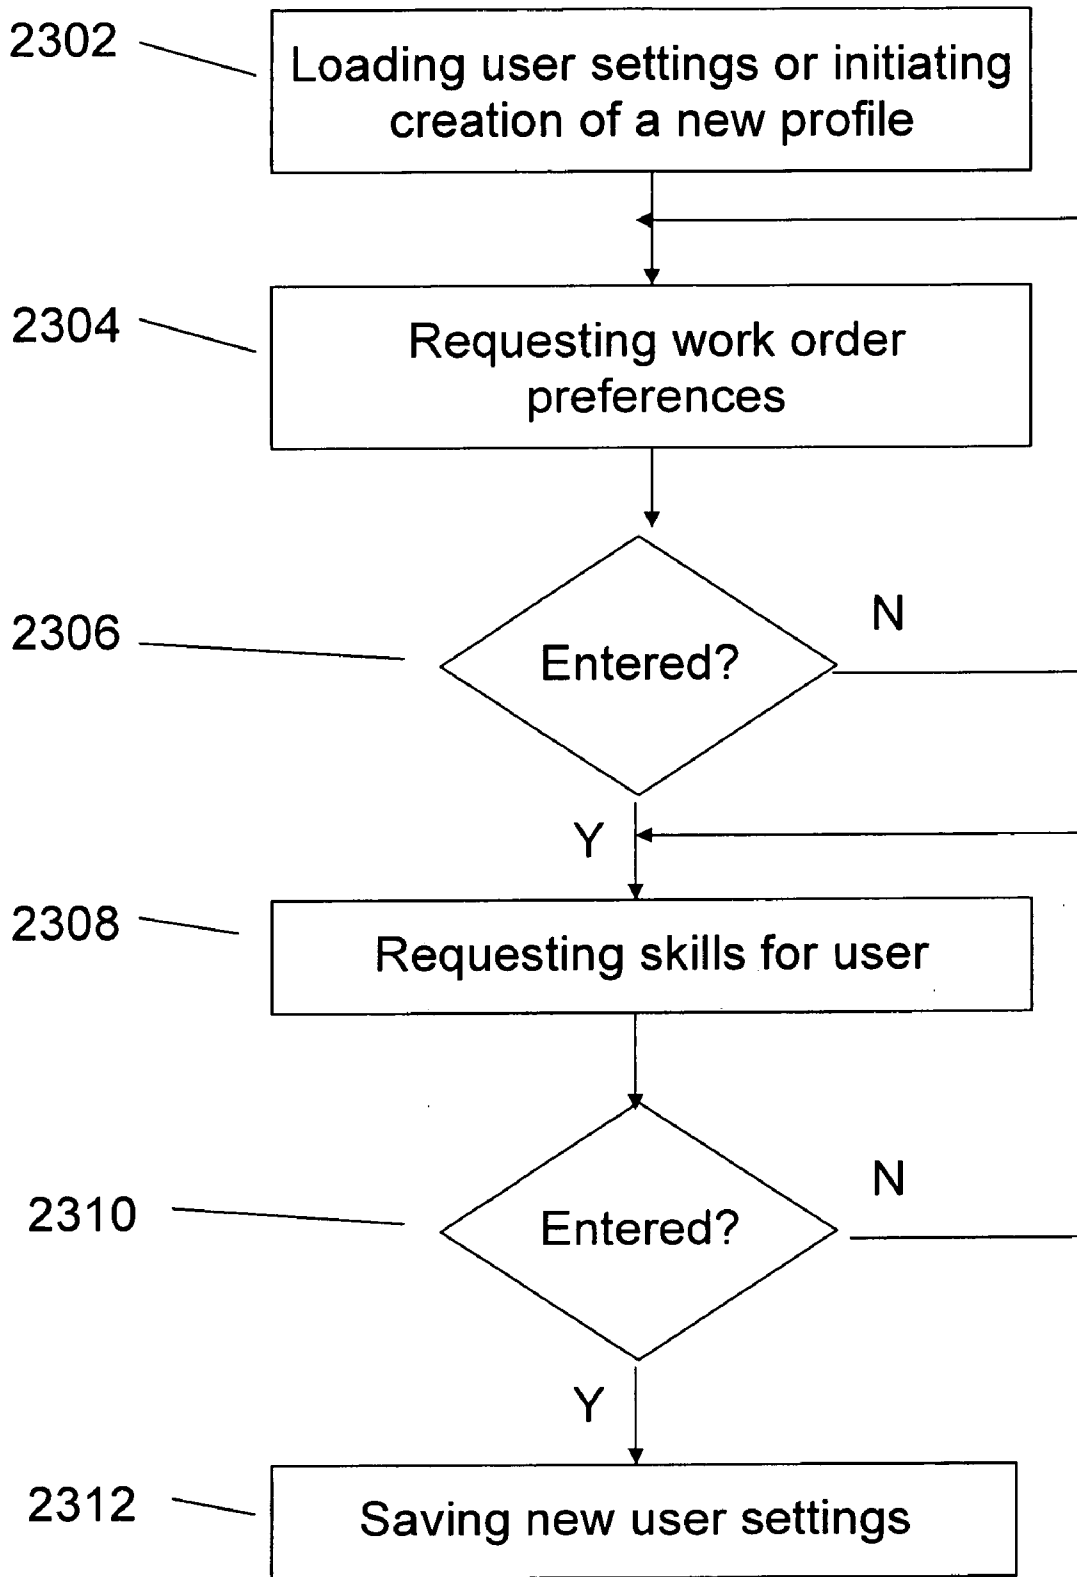 2302
Loading user settings or initiating
creation of a new profile
2304
Requesting work order
preferences
2306
Entered?
N
Y
2308
Requesting skills for user
2310
Entered?
N
Y
2312
Saving new user settings